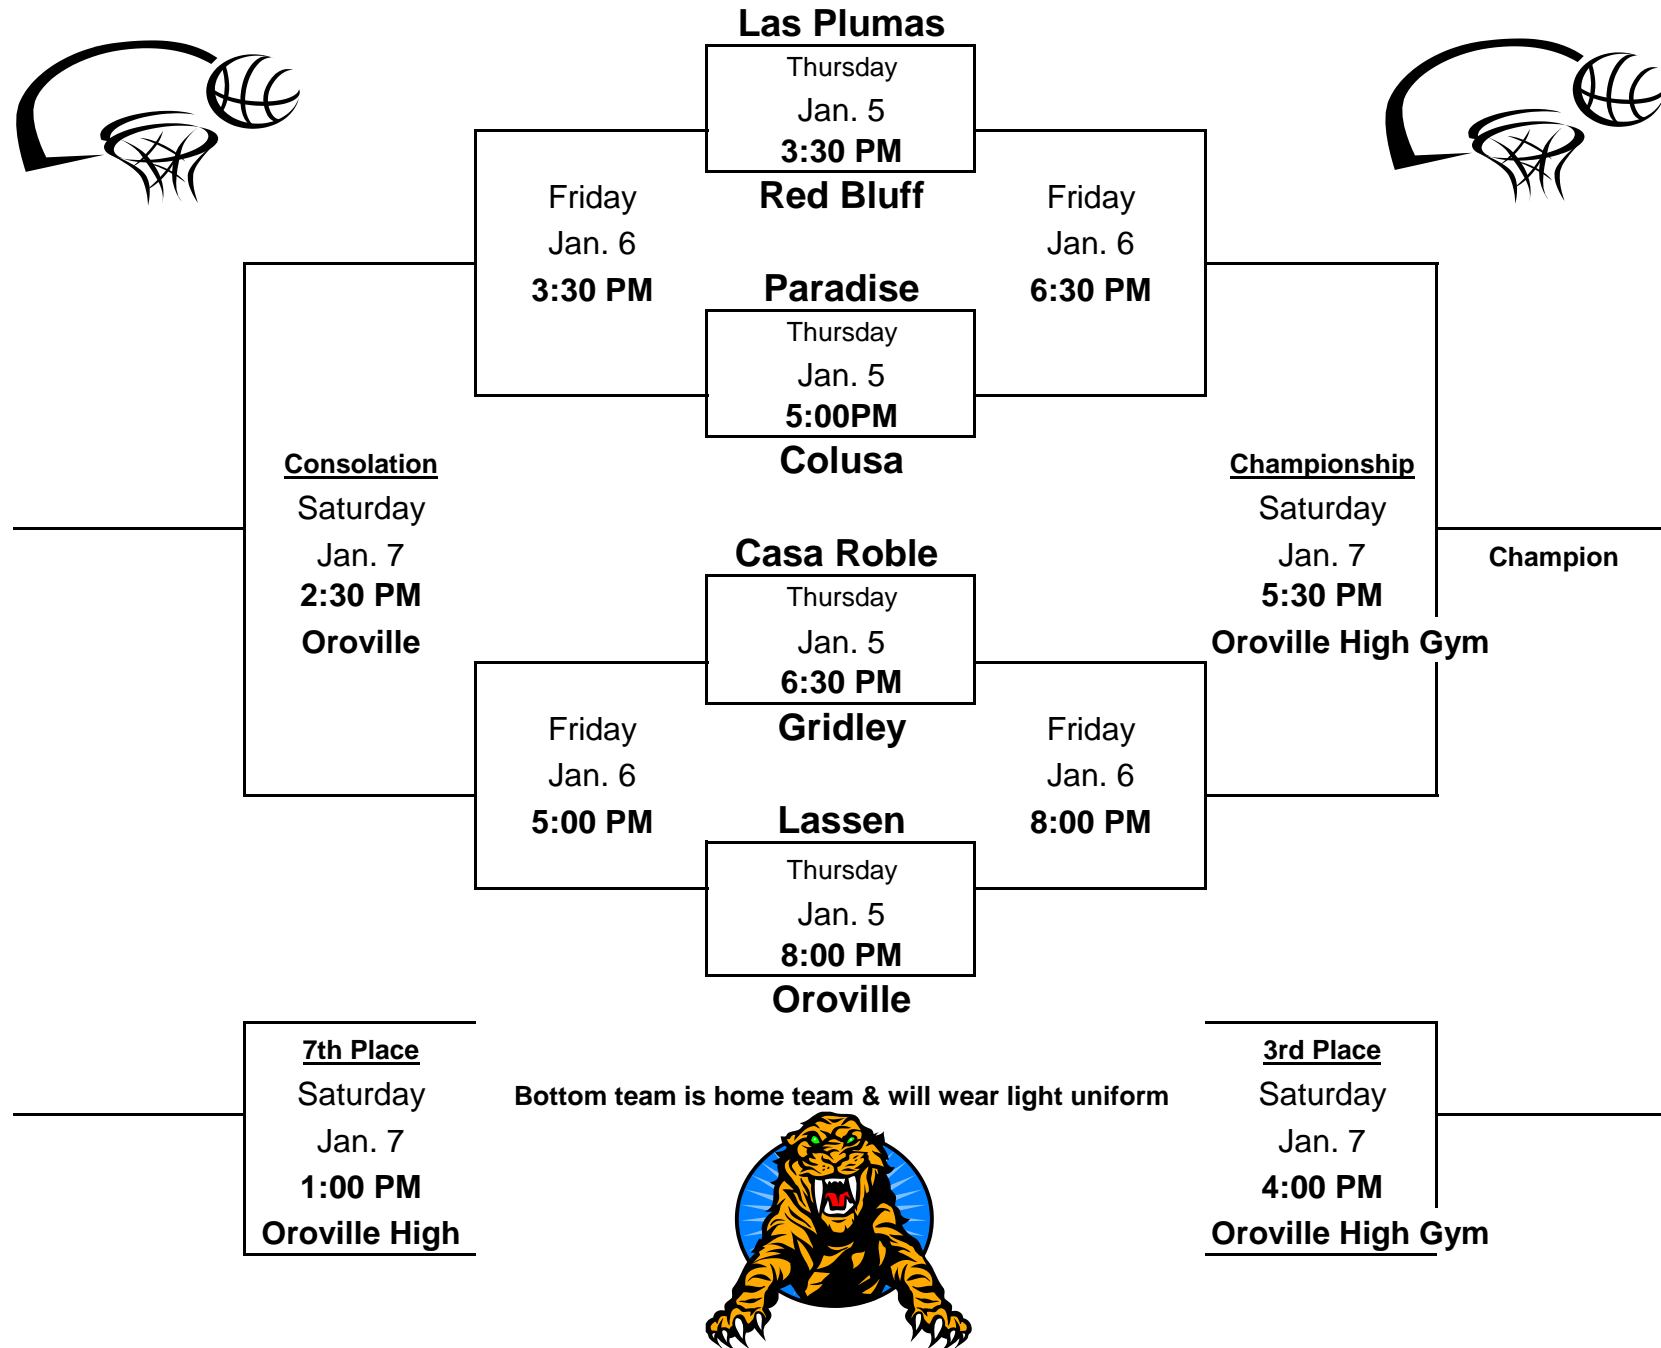 Las Plumas
Thursday
Jan. 5
3:30 PM
Red Bluff
Friday
Jan. 6
3:30 PM
Friday
Jan. 6
6:30 PM
Paradise
Thursday
Jan. 5
5:00PM
Colusa
Consolation
Saturday
Jan. 7
2:30 PM
Oroville
Championship
Saturday
Jan. 7
5:30 PM
Oroville High Gym
Champion
Casa Roble
Thursday
Jan. 5
6:30 PM
Gridley
Friday
Jan. 6
5:00 PM
Friday
Jan. 6
8:00 PM
Lassen
Thursday
Jan. 5
8:00 PM
Oroville
7th Place
Saturday
Jan. 7
1:00 PM
Oroville High
Bottom team is home team & will wear light uniform
3rd Place
Saturday
Jan. 7
4:00 PM
Oroville High Gym